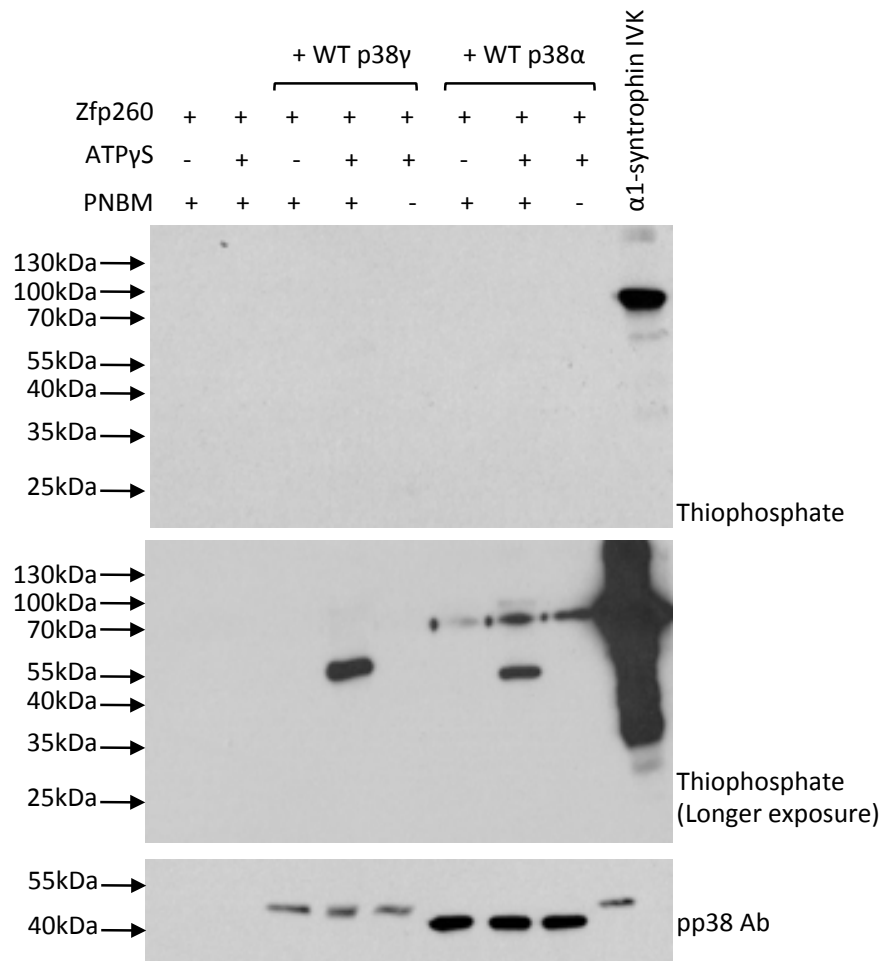 α1-syntrophin IVK
+ WT p38γ + WT p38α
Zfp260 + + + + + + + +
ATPγS - + - + + - + +
PNBM + + + + - + + -
130kDa
100kDa
70kDa
55kDa
40kDa
35kDa
25kDa
Thiophosphate
130kDa
100kDa
70kDa
55kDa
40kDa
35kDa
25kDa
Thiophosphate
(Longer exposure)
55kDa
40kDa
pp38 Ab